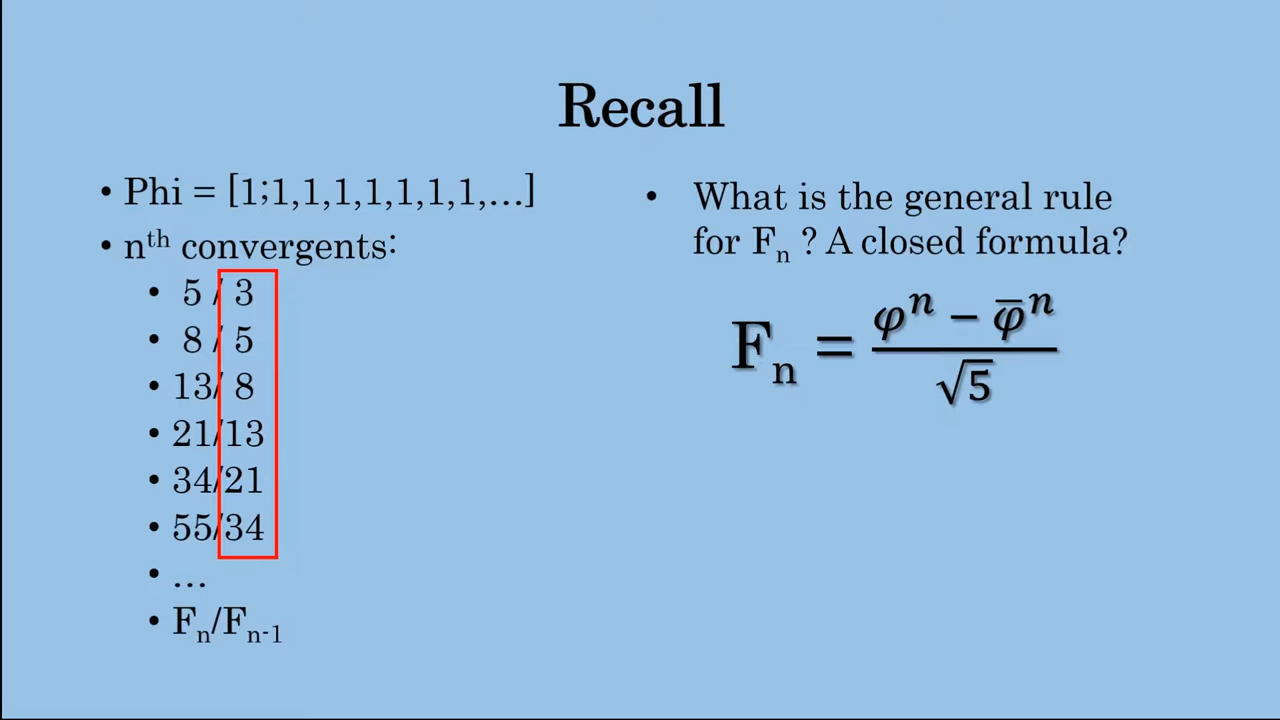 Recall
• Phi = [1;1,1,1,1,1,1,1,…]
• nth convergents:
• 5 / 3
• 8 / 5
• 13/ 8
• 21/13
• 34/21
• 55/34
• …
• Fn/Fn-1
• What is the general rule
for Fn ? A closed formula?
Fn = (φ^n − φ̅^n)/√5